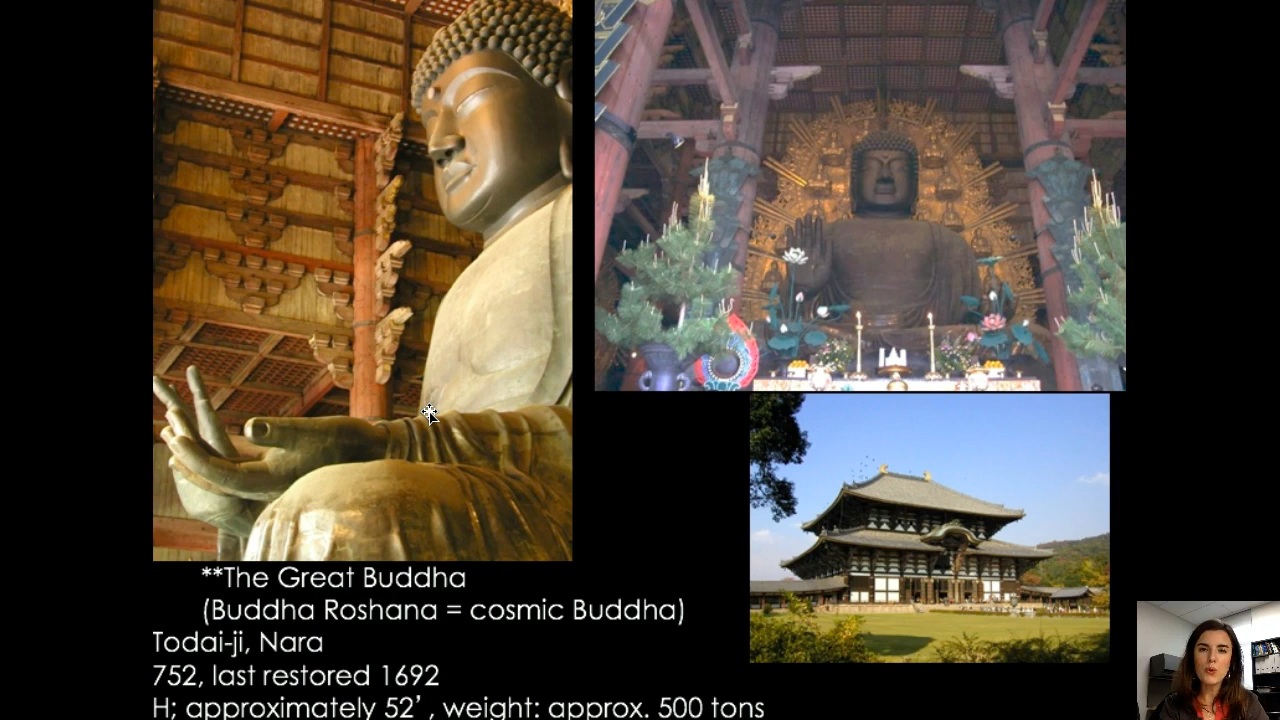 **The Great Buddha
(Buddha Roshana = cosmic Buddha)
Todai-ji, Nara
752, last restored 1692
H; approximately 52’ , weight: approx. 500 tons